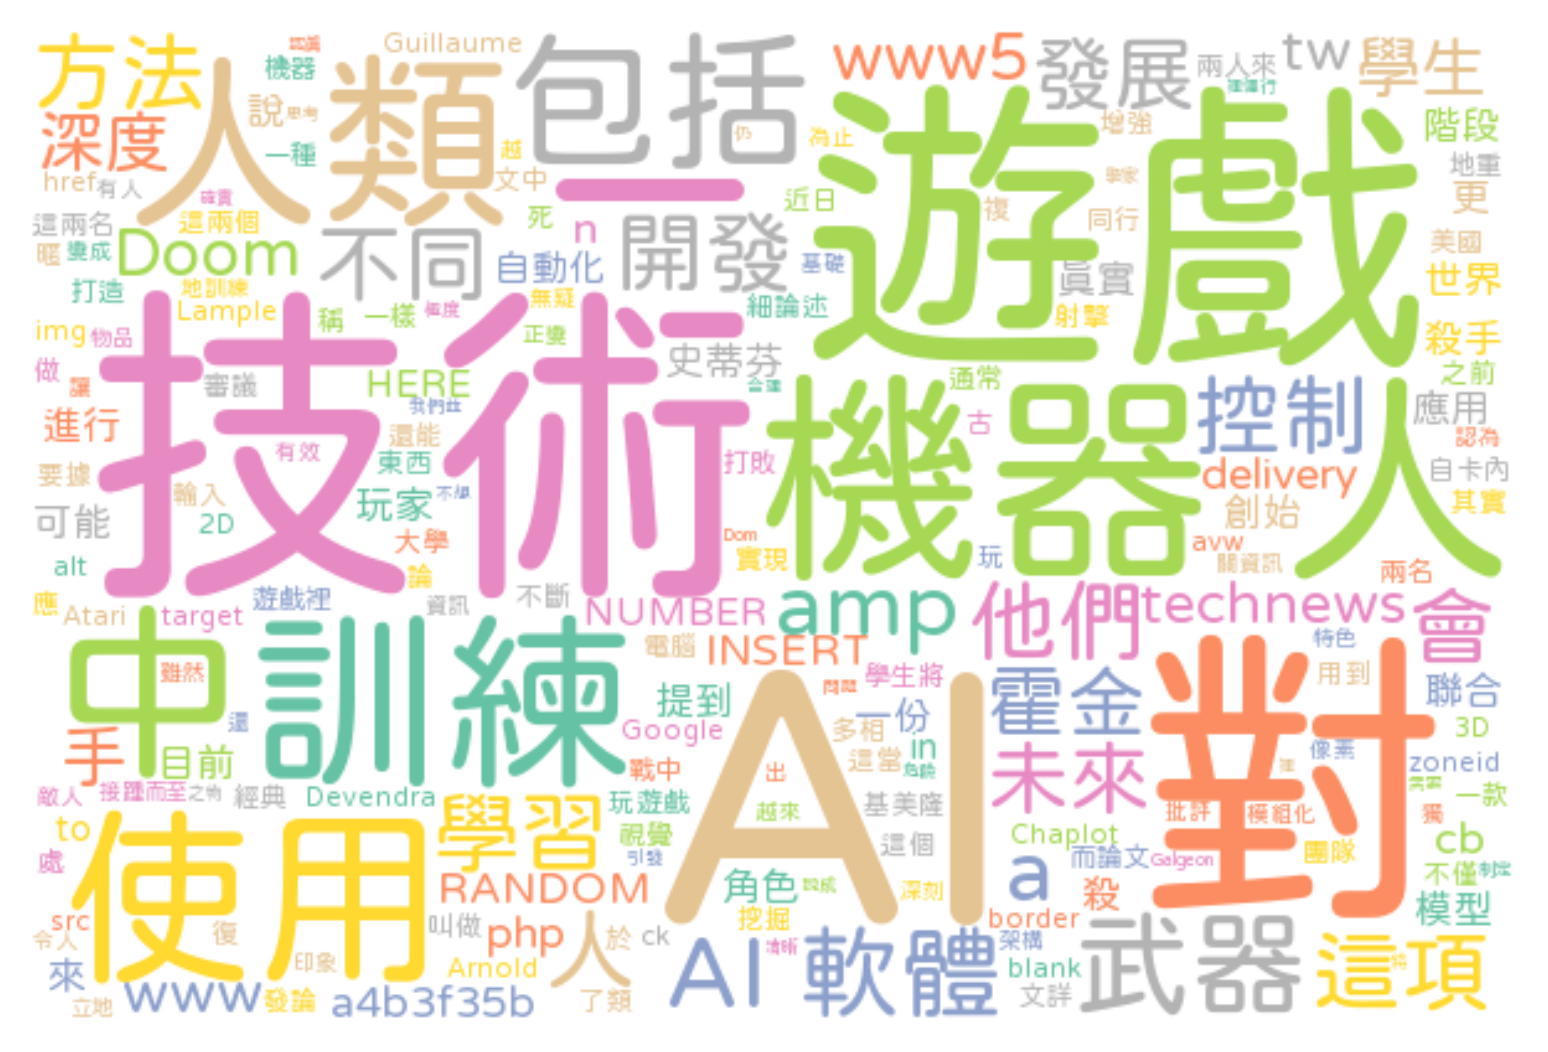 方法
機器
Guillaume
包括
www5
發展
兩人來
tw
學生
人類
說
思考
深度
一種
越
仍
為止
增強
遊戲
階段
地重
href
有人
文中
一
近日
學家
更
這兩名
這兩個
死
n
不同
開發
複
同行
美國
暱
變成
Doom
自動化
基礎
真實
世界
打造
地訓練
Lample
無疑
細論述
射擊
img
物品
稱
一樣
極度
正變
史蒂芬
殺手
做
讓
審議
HERE
技術
合理
通常
之前
控制
進行
還能
古
應用
認為
有效
東西
打敗
機器人
delivery
自卡內
要據
輸入
玩家
創始
其實
可能
2D
大學
Dom
實現
玩
avw
關資訊
alt
論
兩名
應
Atari
target
遊戲裡
資訊
不斷
NUMBER
amp
他們
technews
會
中
雖然
訓練
電腦
INSERT
學生將
特色
用到
對
還
提到
問題
霍金
聯合
手
目前
Google
AI
多相
一份
in
3D
戰中
出
這當
危險
未來
像素
zoneid
敵人
接踵而至
之物
經典
Devendra
玩遊戲
越來
基美隆
批評
模組化
獨
一款
to
使用
學習
視覺
引發
這個
Chaplot
團隊
cb
處
a
而論文
Galgeon
不僅
制定
RANDOM
角色
深刻
殺
模型
src
復
叫做
php
人
於
ck
挖掘
border
令人
來
印象
Arnold
清晰
架構
武器
這項
立地
www
發論
a4b3f35b
了類
AI
軟體
blank
文詳